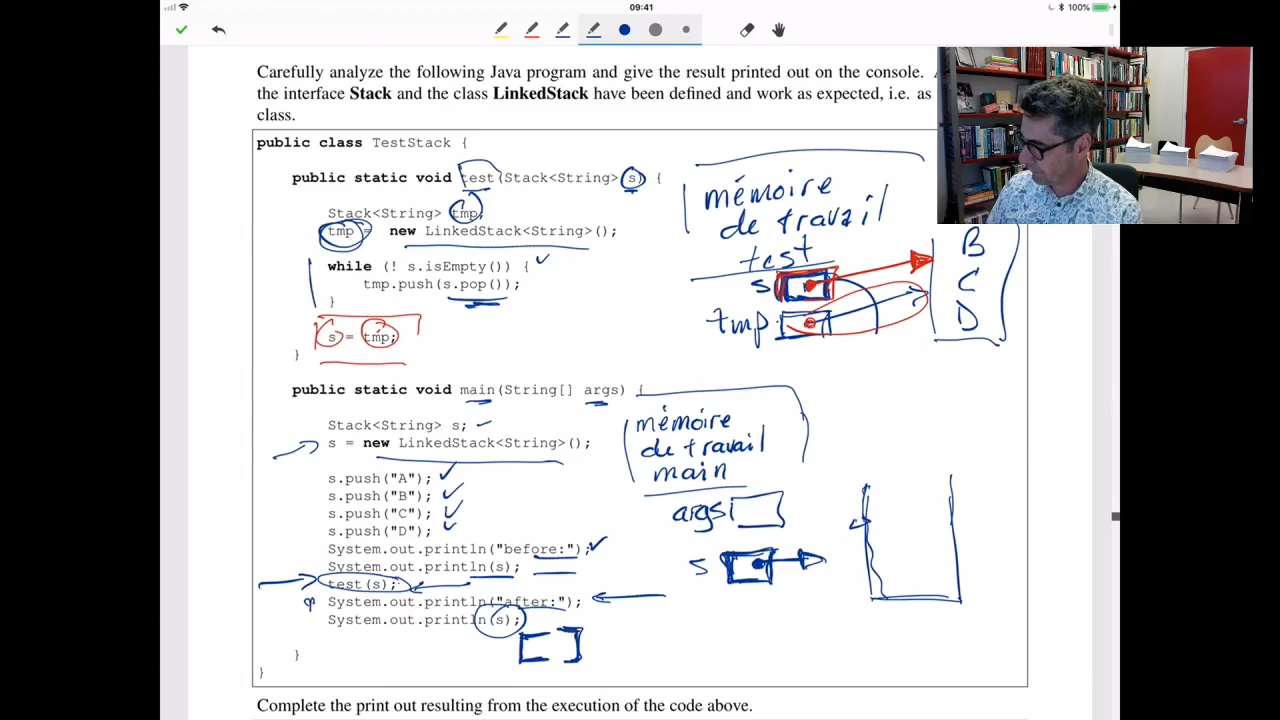 09:41
100%
Carefully analyze the following Java program and give the result printed out on the console.
the interface Stack and the class LinkedStack have been defined and work as expected, i.e. as
class.
public class TestStack {
public static void test(Stack<String> s) {
Stack<String> tmp;
tmp = new LinkedStack<String>();
while (! s.isEmpty()) {
tmp.push(s.pop());
}
s = tmp;
}
mémoire
de travail
test
s
tmp
B
C
D
public static void main(String[] args) {
Stack<String> s;
s = new LinkedStack<String>();
s.push("A");
s.push("B");
s.push("C");
s.push("D");
System.out.println("before:");
System.out.println(s);
test(s);
System.out.println("after:");
System.out.println(s);
[ ]
}
}
mémoire
de travail
main
args
s
Complete the print out resulting from the execution of the code above.